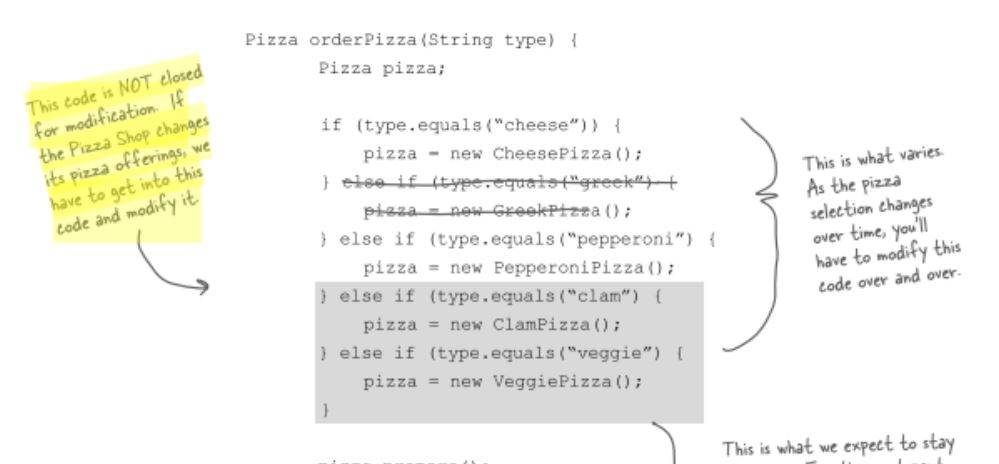 Pizza orderPizza(String type) {
Pizza pizza;
This code is NOT closed
for modification. If
the Pizza Shop changes
its pizza offerings, we
have to get into this
code and modify it.
if (type.equals(“cheese”)) {
pizza = new CheesePizza();
} else if (type.equals(“greek”) {
pizza = new GreekPizza();
} else if (type.equals(“pepperoni”) {
pizza = new PepperoniPizza();
} else if (type.equals(“clam”) {
pizza = new ClamPizza();
} else if (type.equals(“veggie”) {
pizza = new VeggiePizza();
}
This is what varies.
As the pizza
selection changes
over time, you’ll
have to modify this
code over and over.
This is what we expect to stay